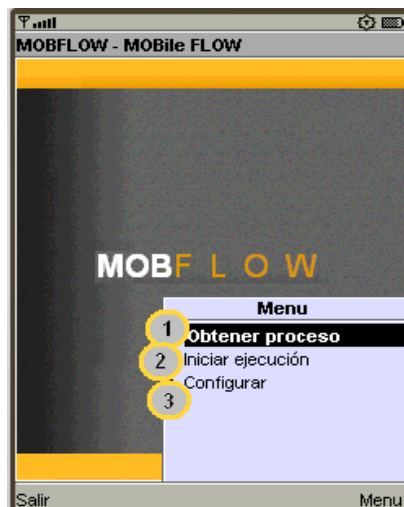 MOBFLOW - MOBile FLOW
MOBFLOW
Menu
1 Obtener proceso
2 Iniciar ejecución
Configurar
3
Salir Menu